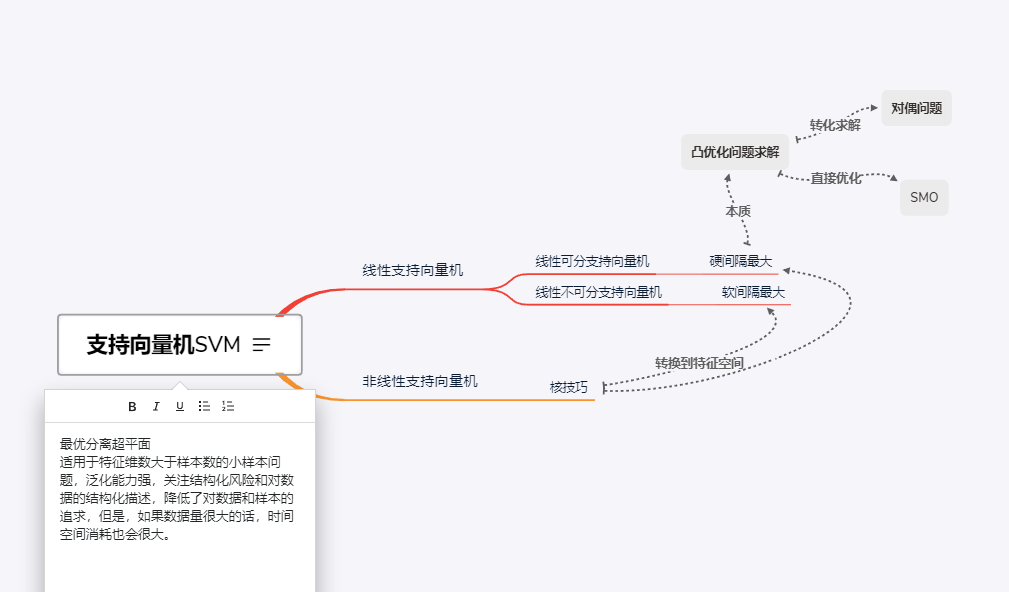 对偶问题
转化求解
凸优化问题求解
直接优化
SMO
本质
线性支持向量机
线性可分支持向量机
硬间隔最大
线性不可分支持向量机
软间隔最大
支持向量机SVM
转换到特征空间
非线性支持向量机
核技巧
B I U
最优分离超平面
适用于特征维数大于样本数的小样本问
题，泛化能力强，关注结构化风险和对数
据的结构化描述，降低了对数据和样本的
追求，但是，如果数据量很大的话，时间
空间消耗也会很大。